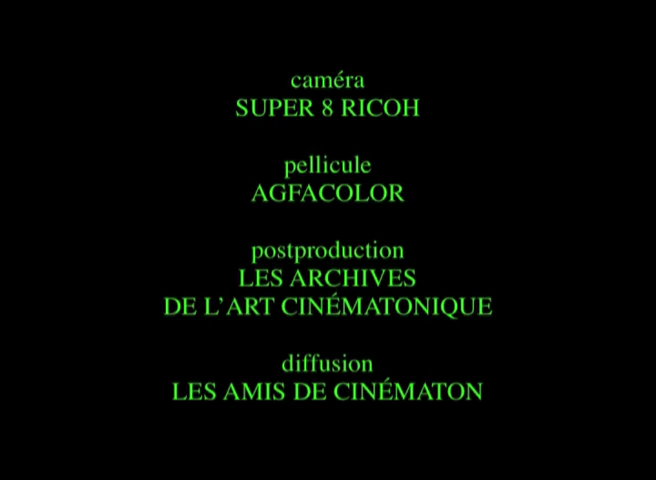 caméra
SUPER 8 RICOH
pellicule
AGFACOLOR
postproduction
LES ARCHIVES
DE L'ART CINÉMATONIQUE
diffusion
LES AMIS DE CINÉMATON